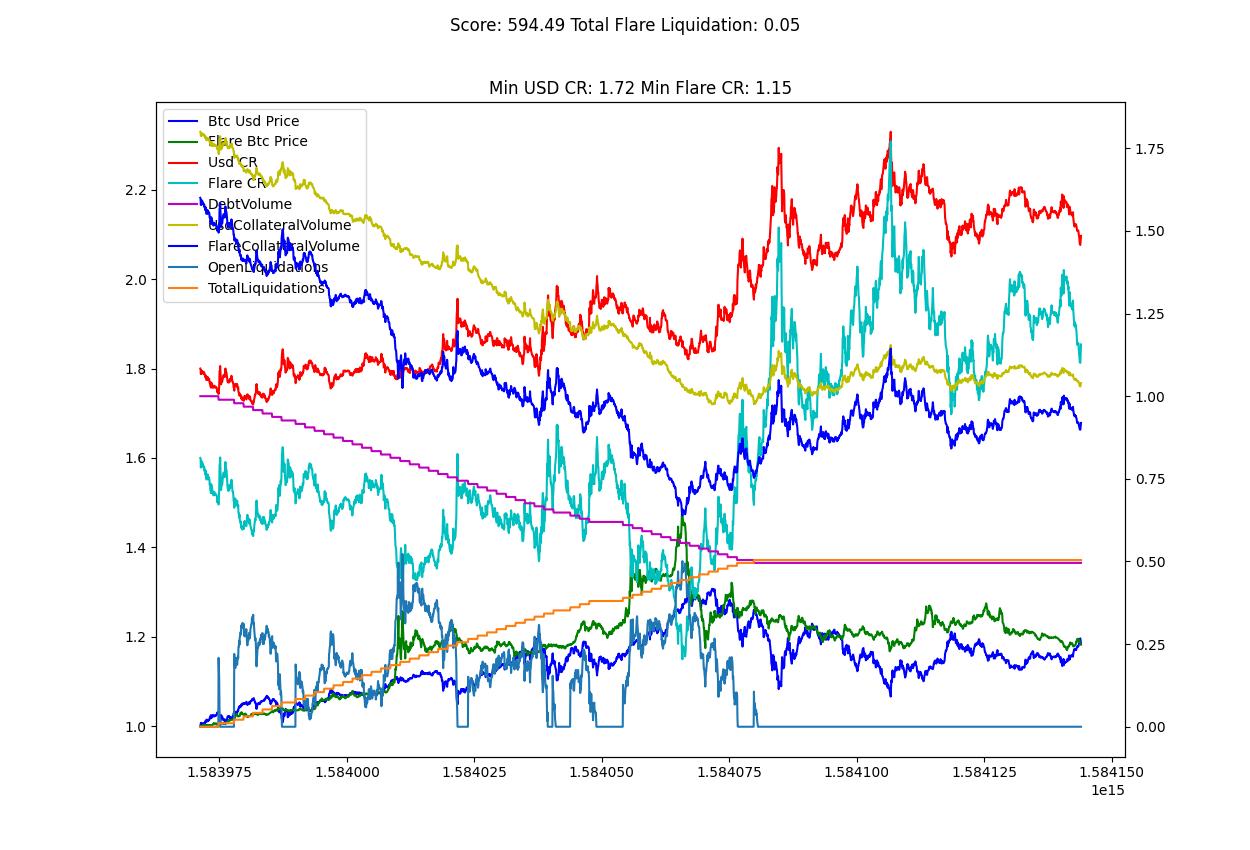 Score: 594.49 Total Flare Liquidation: 0.05
Min USD CR: 1.72 Min Flare CR: 1.15
Btc Usd Price
Flare Btc Price
Usd CR
Flare CR
DebtVolume
UsdCollateralVolume
FlareCollateralVolume
OpenLiquidations
TotalLiquidations
2.2
2.0
1.8
1.6
1.4
1.2
1.0
1.75
1.50
1.25
1.00
0.75
0.50
0.25
0.00
1.583975 1.584000 1.584025 1.584050 1.584075 1.584100 1.584125 1.584150
1e15